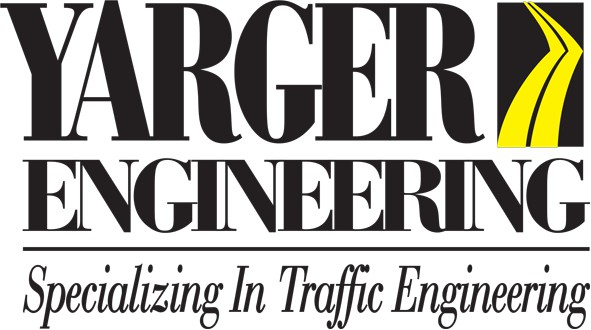 YARGER
ENGINEERING
Specializing In Traffic Engineering